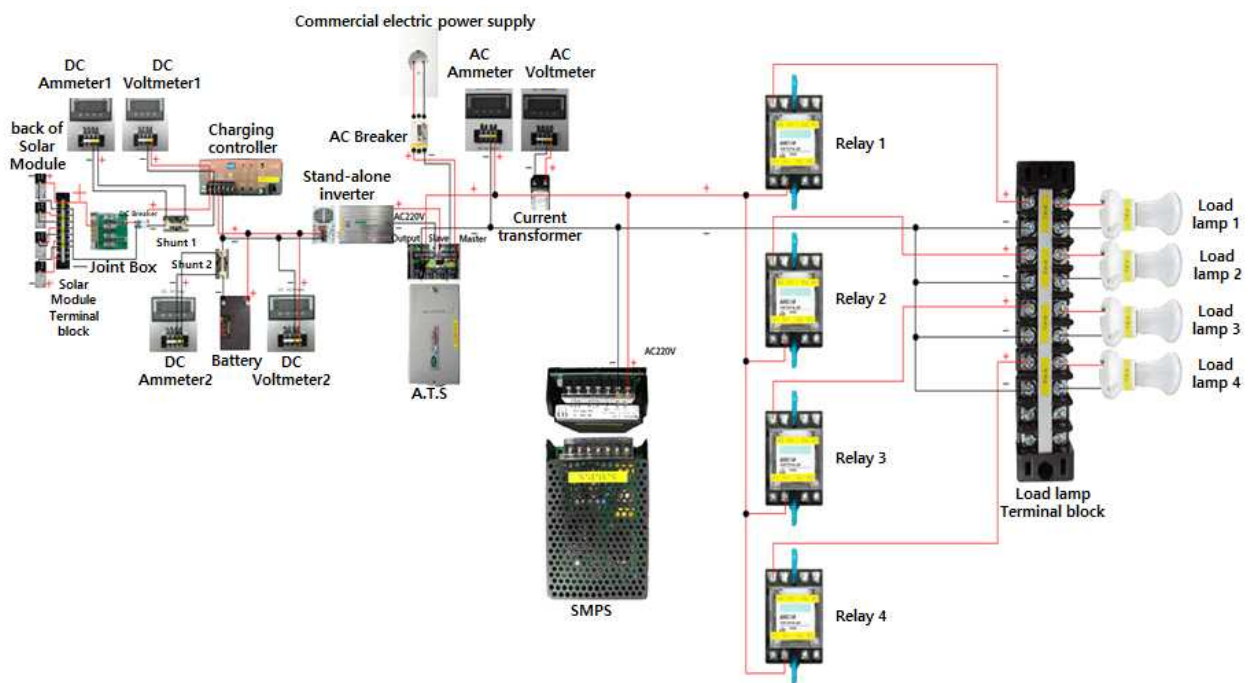 Commercial electric power supply
DC
Ammeter1
DC
Voltmeter1
AC
Ammeter
AC
Voltmeter
back of
Solar
Module
Charging
controller
AC Breaker
Relay 1
Stand-alone
inverter
DC Breaker
Shunt 1
AC220V
Output
Slave
Master
Current
transformer
Load
lamp 1
Load
lamp 2
Load
lamp 3
Load
lamp 4
Joint Box
Shunt 2
Solar
Module
Terminal
block
Relay 2
DC
Ammeter2
Battery
DC
Voltmeter2
A.T.S
AC220V
Relay 3
Load lamp
Terminal block
SMPS
Relay 4